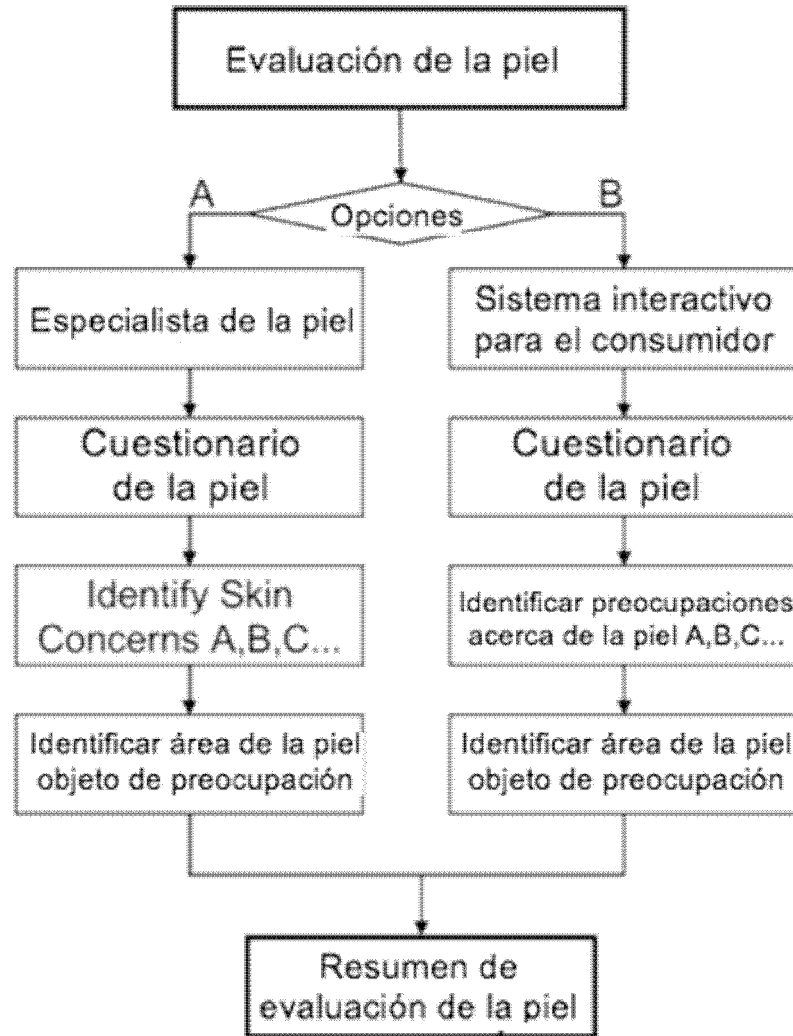 Evaluación de la piel
A
B
Opciones
Especialista de la piel
Sistema interactivo
para el consumidor
Cuestionario
de la piel
Cuestionario
de la piel
Identify Skin
Concerns A,B,C...
Identificar preocupaciones
acerca de la piel A,B,C...
Identificar área de la piel
objeto de preocupación
Identificar área de la piel
objeto de preocupación
Resumen de
evaluación de la piel